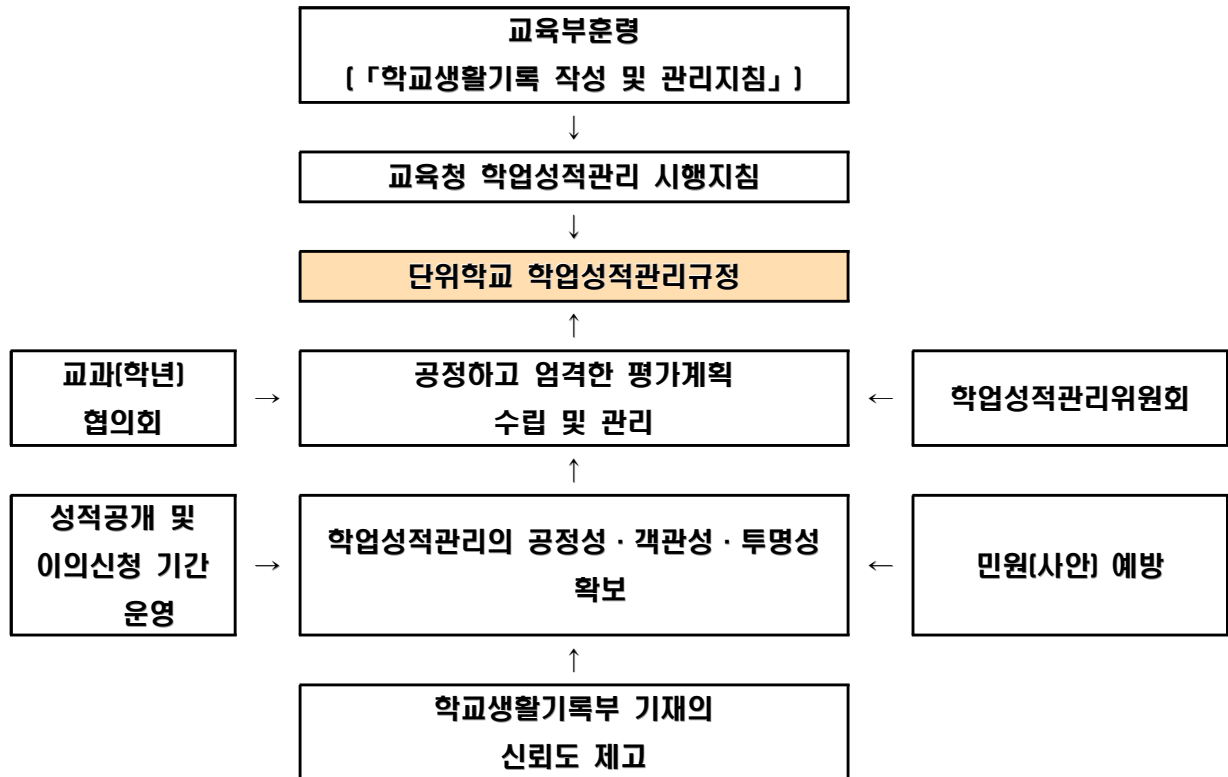 교육부훈령
(「학교생활기록 작성 및 관리지침」)
↓
교육청 학업성적관리 시행지침
↓
단위학교 학업성적관리규정
↑
교과(학년)
협의회
→
공정하고 엄격한 평가계획
수립 및 관리
←
학업성적관리위원회
↑
성적공개 및
이의신청 기간
운영
→
학업성적관리의 공정성·객관성·투명성
확보
←
민원(사안) 예방
↑
학교생활기록부 기재의
신뢰도 제고